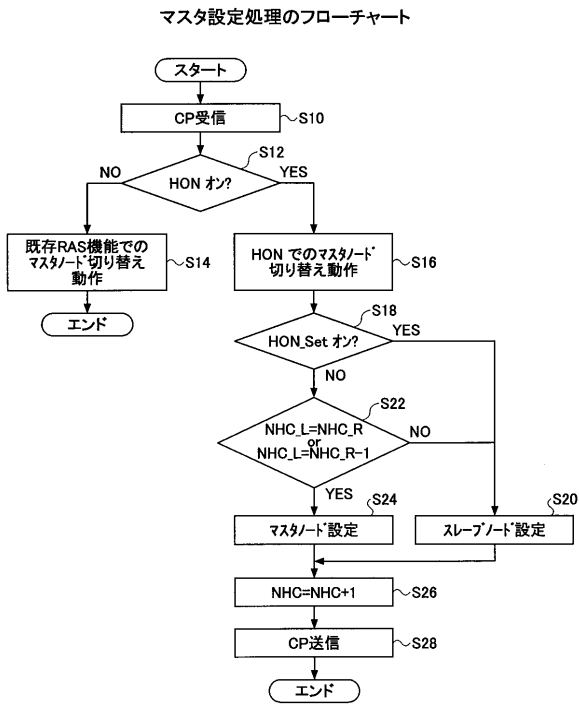 マスタ設定処理のフローチャート
スタート
CP受信
S10
S12
HON オン?
NO
YES
既存RAS機能での
マスタノード切り替え
動作
S14
エンド
HON でのマスタノード
切り替え動作
S16
S18
HON_Set オン?
YES
NO
S22
NHC_L=NHC_R
or
NHC_L=NHC_R-1
NO
YES
S24
マスタノード設定
S20
スレーブノード設定
NHC=NHC+1
S26
CP送信
S28
エンド